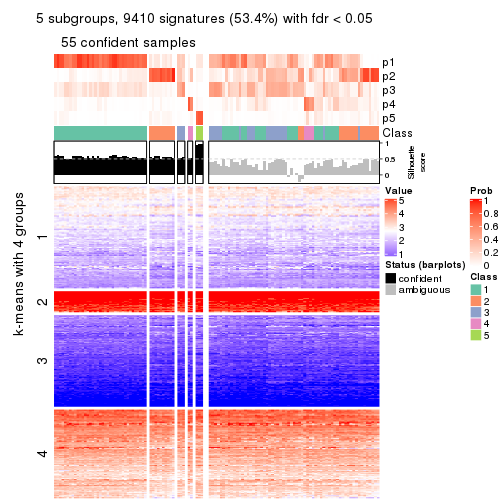 5 subgroups, 9410 signatures (53.4%) with fdr < 0.05
55 confident samples
p1
p2
p3
p4
p5
Class
1
0.5
0
Silhouette
score
k-means with 4 groups
1
2
3
4
Value
5
4
3
2
1
Status (barplots)
confident
ambiguous
Prob
1
0.8
0.6
0.4
0.2
0
Class
1
2
3
4
5